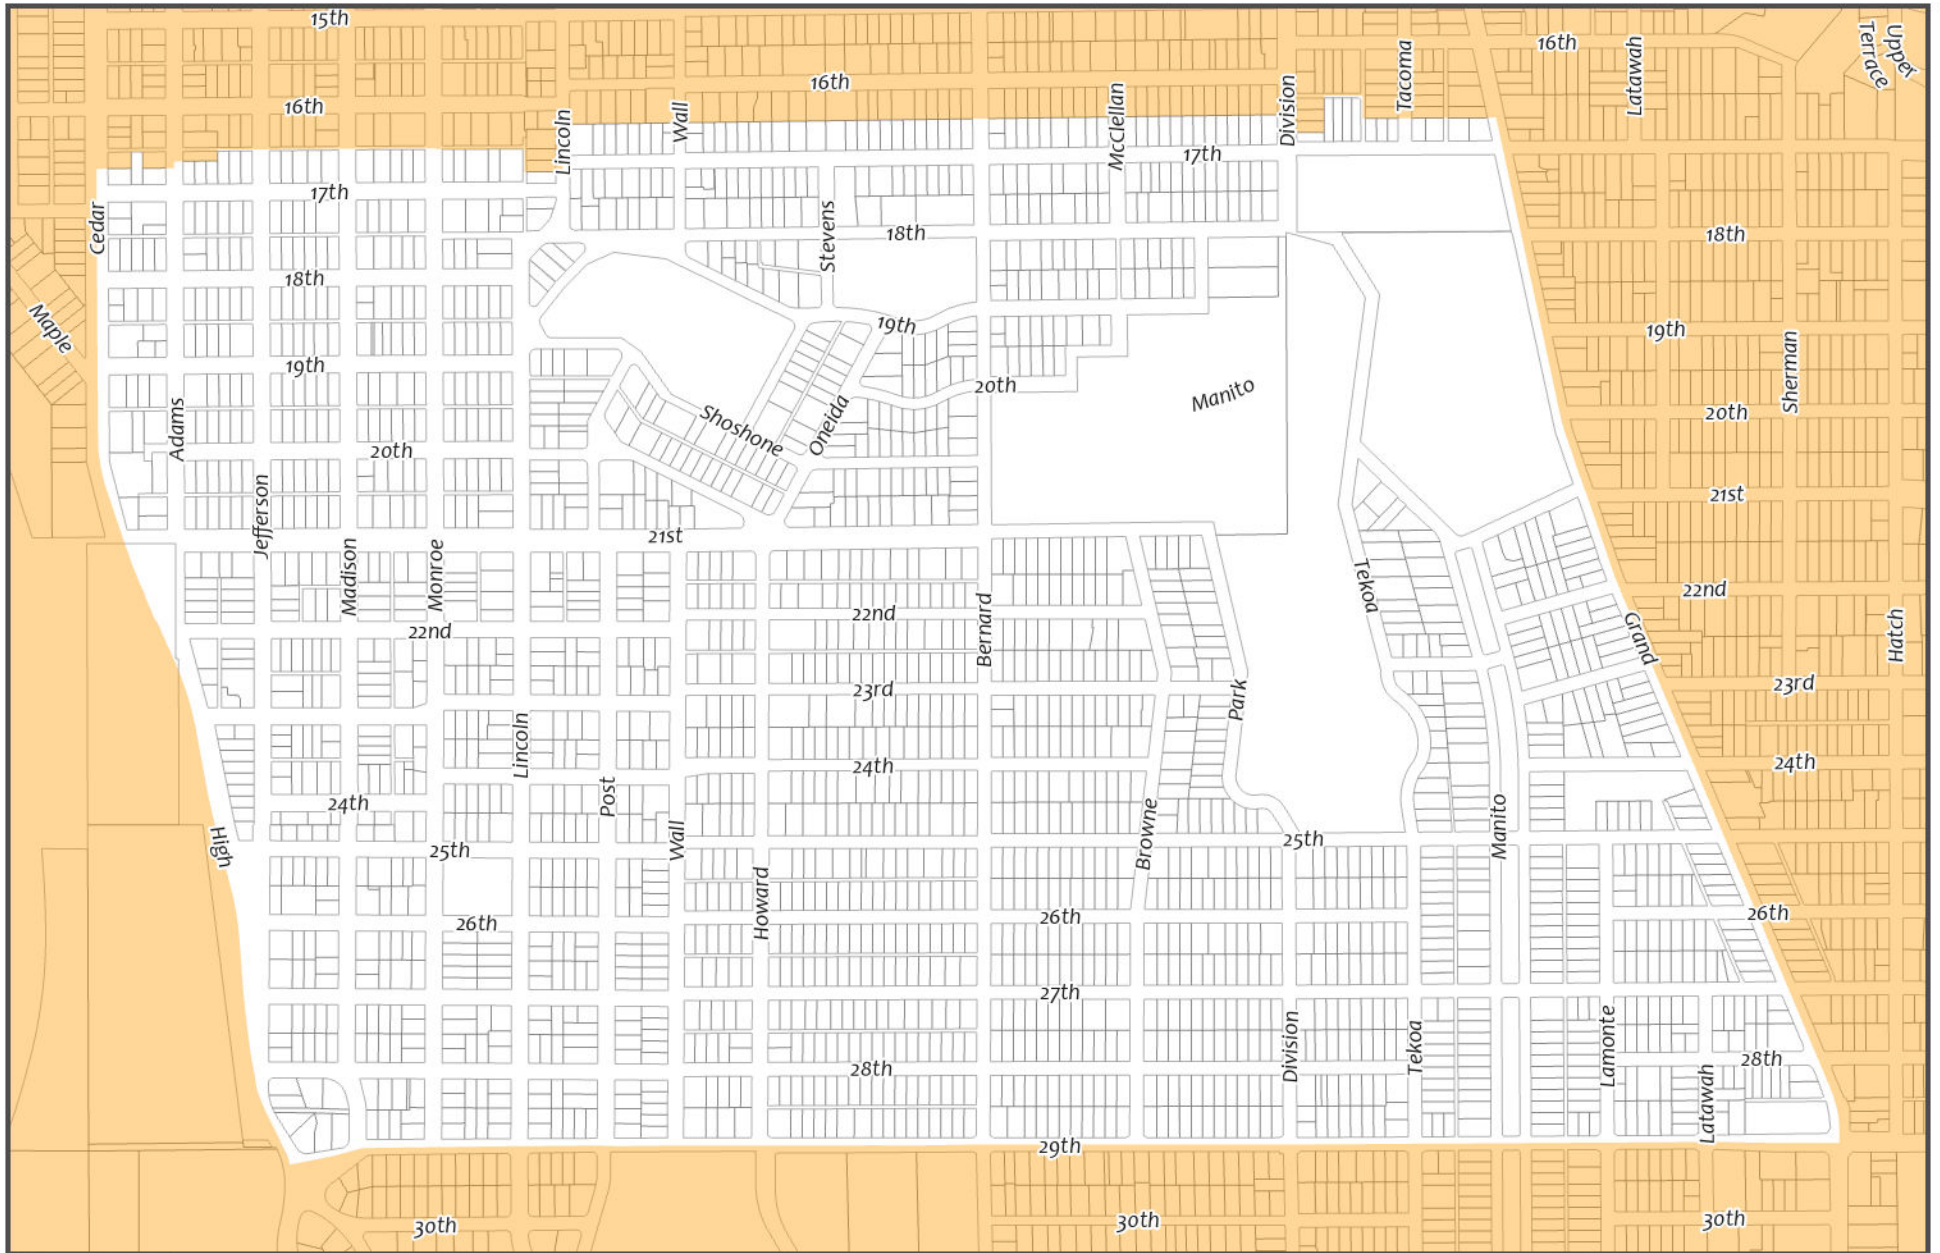 15th
16th
Latawah
Upper
Terrace
Tacoma
16th
Division
16th
McClellan
Wall
Lincoln
17th
17th
Cedar
Stevens
18th
18th
18th
Maple
19th
19th
Sherman
19th
20th
Manito
20th
Adams
Shoshone
Oneida
20th
21st
Jefferson
21st
Madison
Monroe
Tekoa
22nd
22nd
Bernard
22nd
Grand
Hatch
23rd
23rd
Park
Lincoln
24th
24th
24th
Post
High
25th
Wall
Browne
25th
Manito
Howard
26th
26th
26th
27th
28th
Division
Tekoa
Lamonte
28th
Latawah
29th
30th
30th
30th